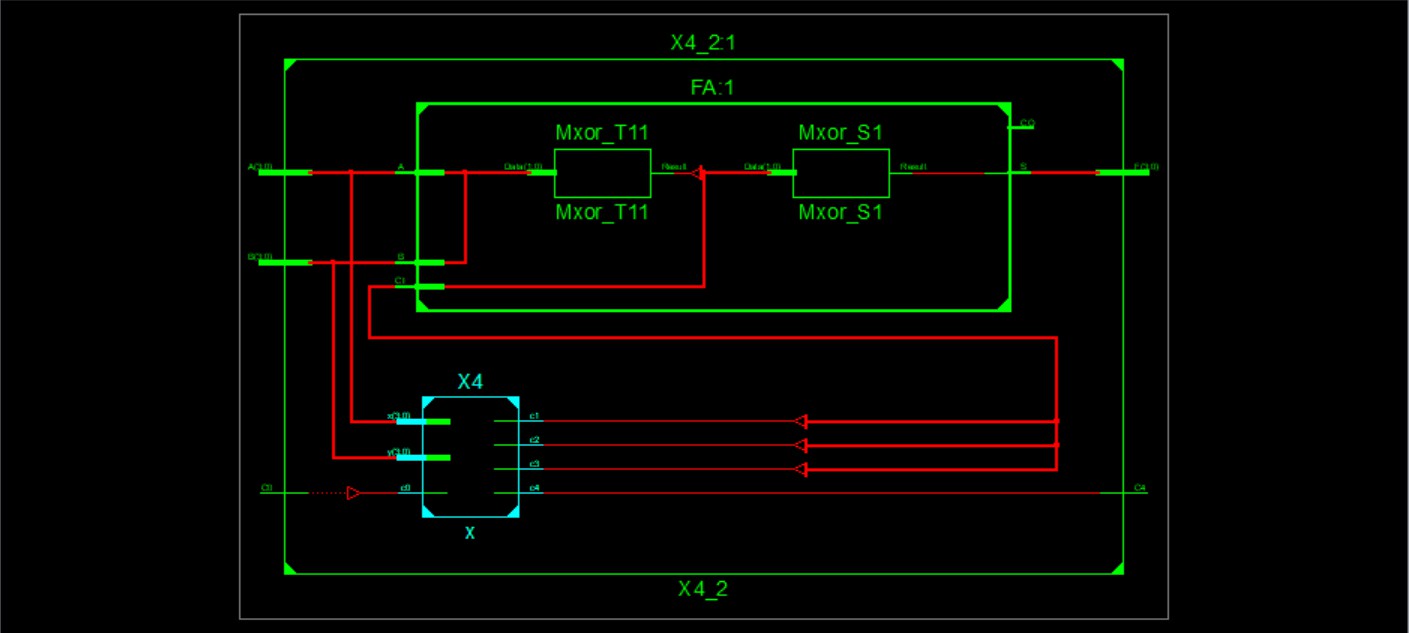 X4_2:1
FA:1
Mxor_T11 Mxor_S1
CO
A(3:0) A Data(1:0) Result Data(1:0) Result S F(3:0)
Mxor_T11 Mxor_S1
B(3:0) B
CI
X4
x(3:0) c1
c2
y(3:0) c3
C0 c0 c4 C4
X
X4_2